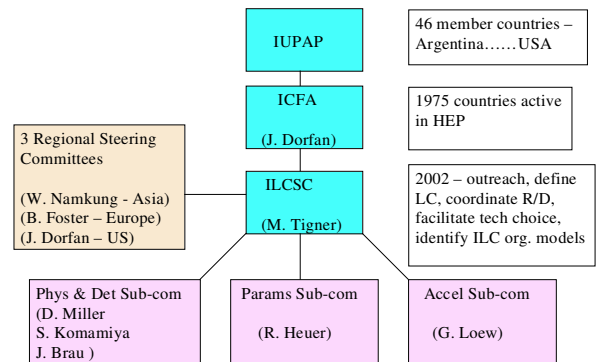 IUPAP
46 member countries –
Argentina……USA
ICFA
(J. Dorfan)
1975 countries active
in HEP
3 Regional Steering
Committees
(W. Namkung - Asia)
(B. Foster – Europe)
(J. Dorfan – US)
ILCSC
(M. Tigner)
2002 – outreach, define
LC, coordinate R/D,
facilitate tech choice,
identify ILC org. models
Phys & Det Sub-com
(D. Miller
S. Komamiya
J. Brau )
Params Sub-com
(R. Heuer)
Accel Sub-com
(G. Loew)